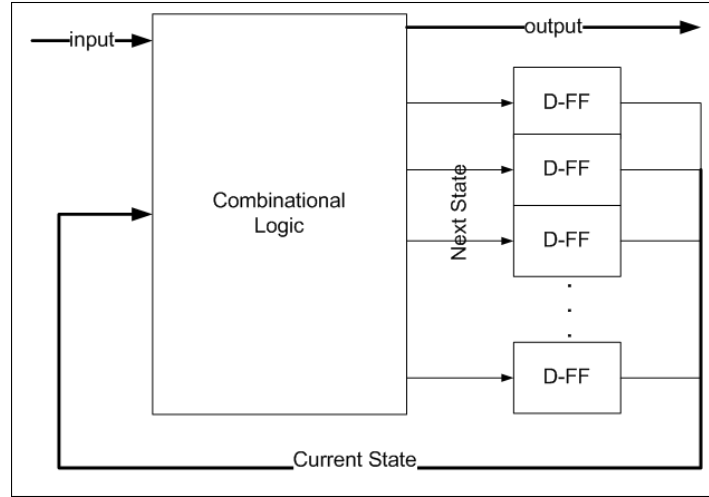 input
output
D-FF
D-FF
D-FF
D-FF
Next State
Combinational
Logic
Current State